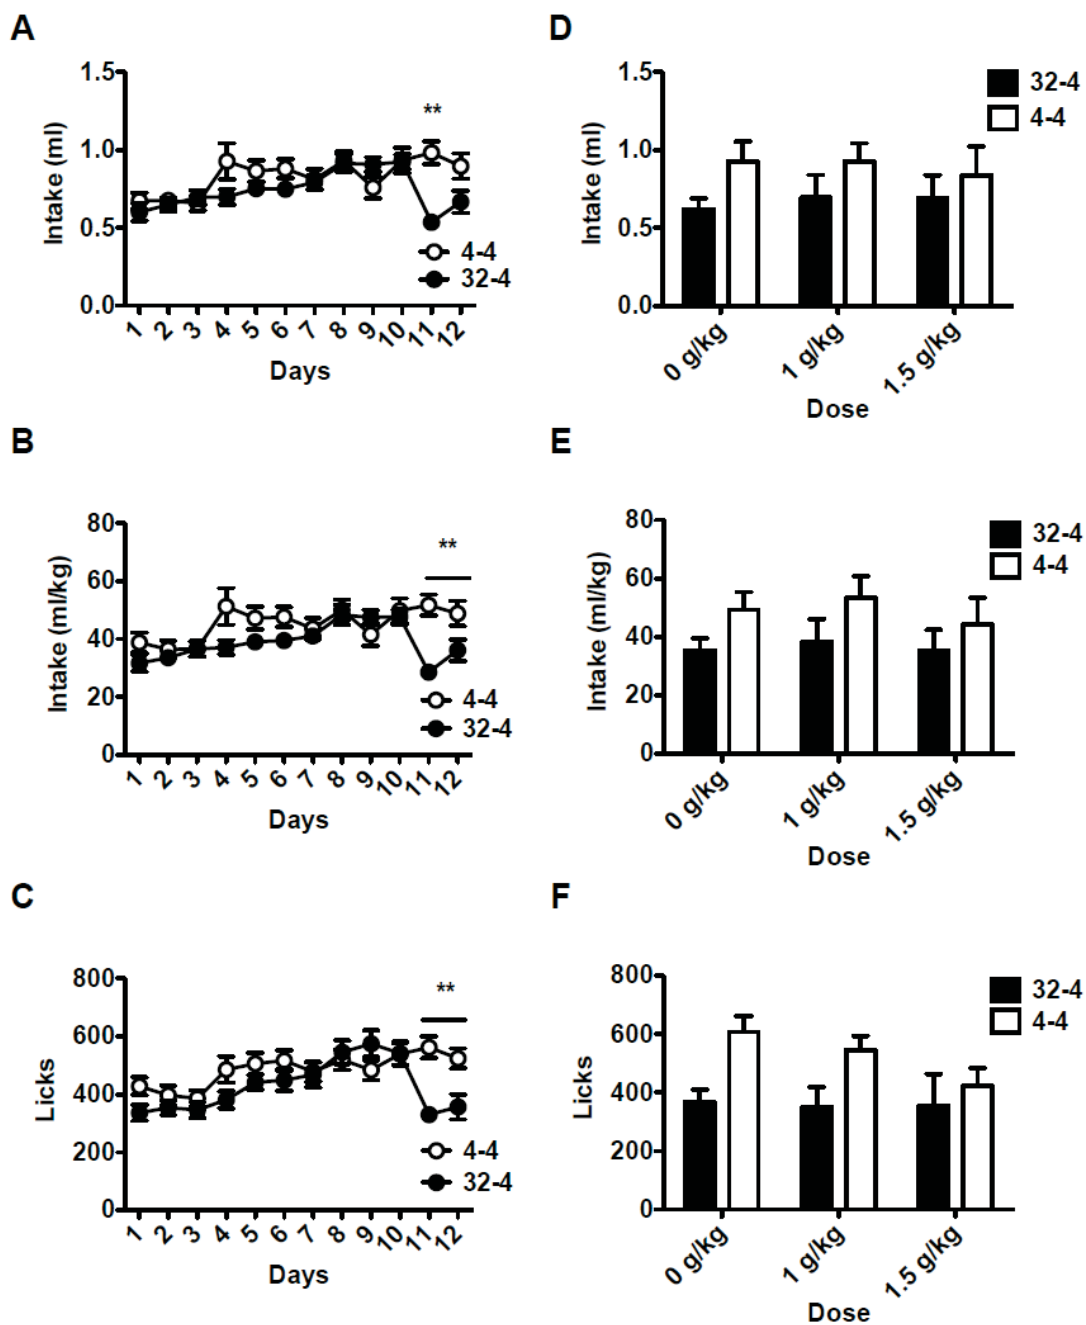 A
1.5
1.0
0.5
0.0
Intake (ml)
**
4-4
32-4
1 2 3 4 5 6 7 8 9 10 11 12
Days
D
1.5
1.0
0.5
0.0
Intake (ml)
32-4
4-4
0 g/kg 1 g/kg 1.5 g/kg
Dose
B
80
60
40
20
0
Intake (ml/kg)
**
4-4
32-4
1 2 3 4 5 6 7 8 9 10 11 12
Days
E
80
60
40
20
0
Intake (ml/kg)
32-4
4-4
0 g/kg 1 g/kg 1.5 g/kg
Dose
C
800
600
400
200
0
Licks
**
4-4
32-4
1 2 3 4 5 6 7 8 9 10 11 12
Days
F
800
600
400
200
0
Licks
32-4
4-4
0 g/kg 1 g/kg 1.5 g/kg
Dose